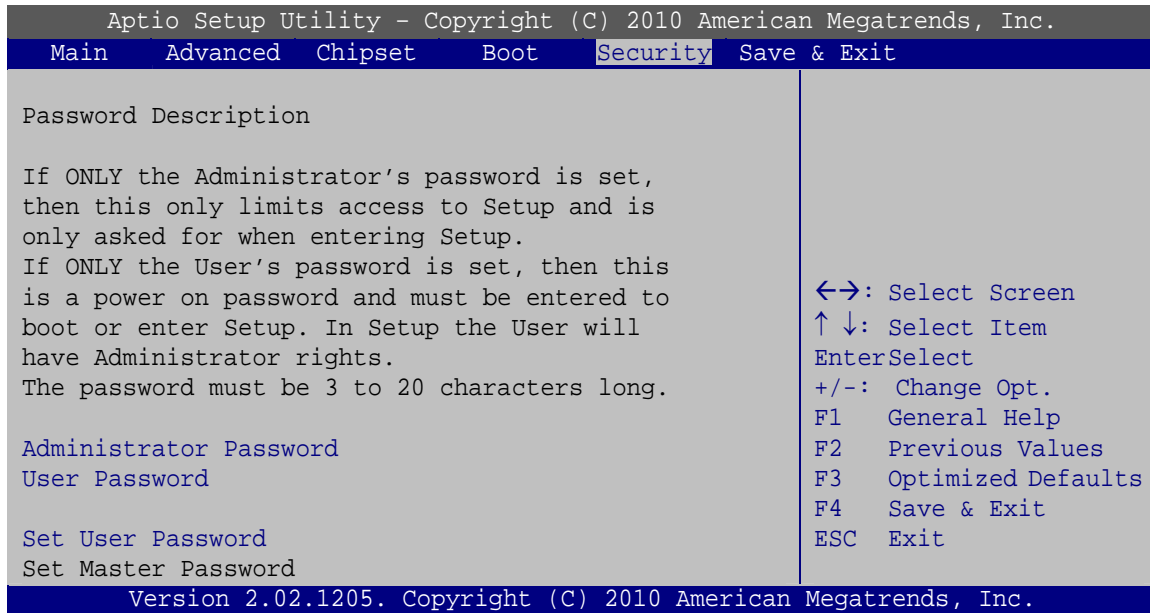 Aptio Setup Utility – Copyright (C) 2010 American Megatrends, Inc.
Main Advanced Chipset Boot Security Save & Exit
Password Description
If ONLY the Administrator’s password is set,
then this only limits access to Setup and is
only asked for when entering Setup.
If ONLY the User’s password is set, then this
is a power on password and must be entered to
boot or enter Setup. In Setup the User will
have Administrator rights.
The password must be 3 to 20 characters long.
Administrator Password
User Password
Set User Password
Set Master Password
←→: Select Screen
↑ ↓: Select Item
EnterSelect
+/-: Change Opt.
F1 General Help
F2 Previous Values
F3 Optimized Defaults
F4 Save & Exit
ESC Exit
Version 2.02.1205. Copyright (C) 2010 American Megatrends, Inc.